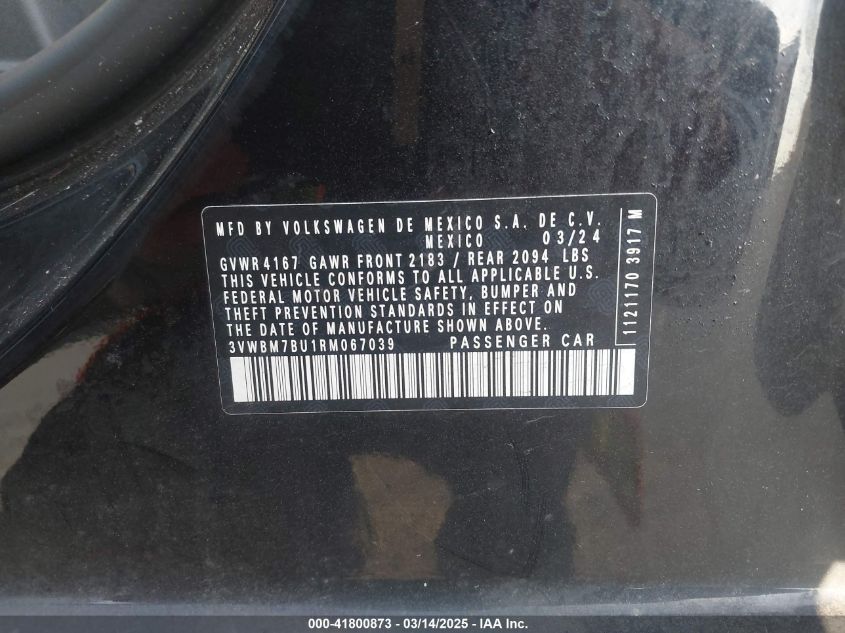 MFD BY VOLKSWAGEN DE MEXICO S.A. DE C.V.
MEXICO 03/24
GVWR 4167 GAWR FRONT 2183 / REAR 2094 LBS
THIS VEHICLE CONFORMS TO ALL APPLICABLE U.S.
FEDERAL MOTOR VEHICLE SAFETY, BUMPER AND
THEFT PREVENTION STANDARDS IN EFFECT ON
THE DATE OF MANUFACTURE SHOWN ABOVE.
3VWBM7BU1RM067039 PASSENGER CAR
1121170 3917 M
000-41800873 - 03/14/2025 - IAA Inc.